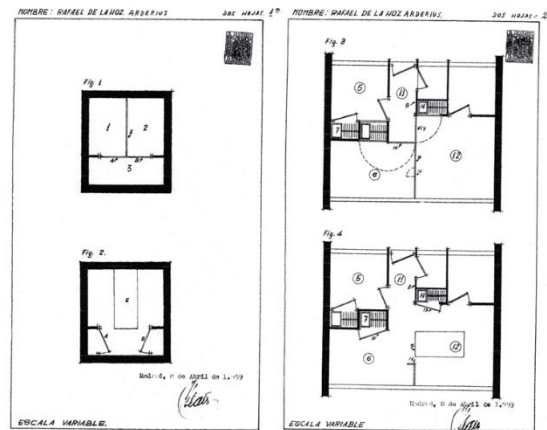 NOMBRE: RAFAEL DE LA HOZ ARDERIUS.
DOS HOJAS. 1ª
Fig. 1
1
2
3
Fig. 2.
Madrid, 8 de Abril de 1.959
ESCALA VARIABLE.
NOMBRE: RAFAEL DE LA HOZ ARDERIUS.
DOS HOJAS. 2
Fig. 3
5
11
7
14
6
12
Fig. 4
5
11
7
14
6
12
Madrid, 8 de Abril de 1.959
ESCALA VARIABLE